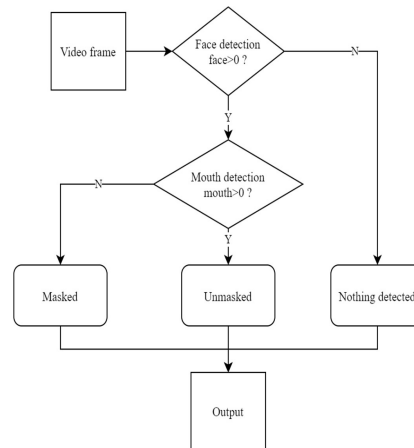 Video frame
Face detection
face>0 ?
N
Y
Mouth detection
mouth>0 ?
N
Y
Masked
Unmasked
Nothing detected
Output